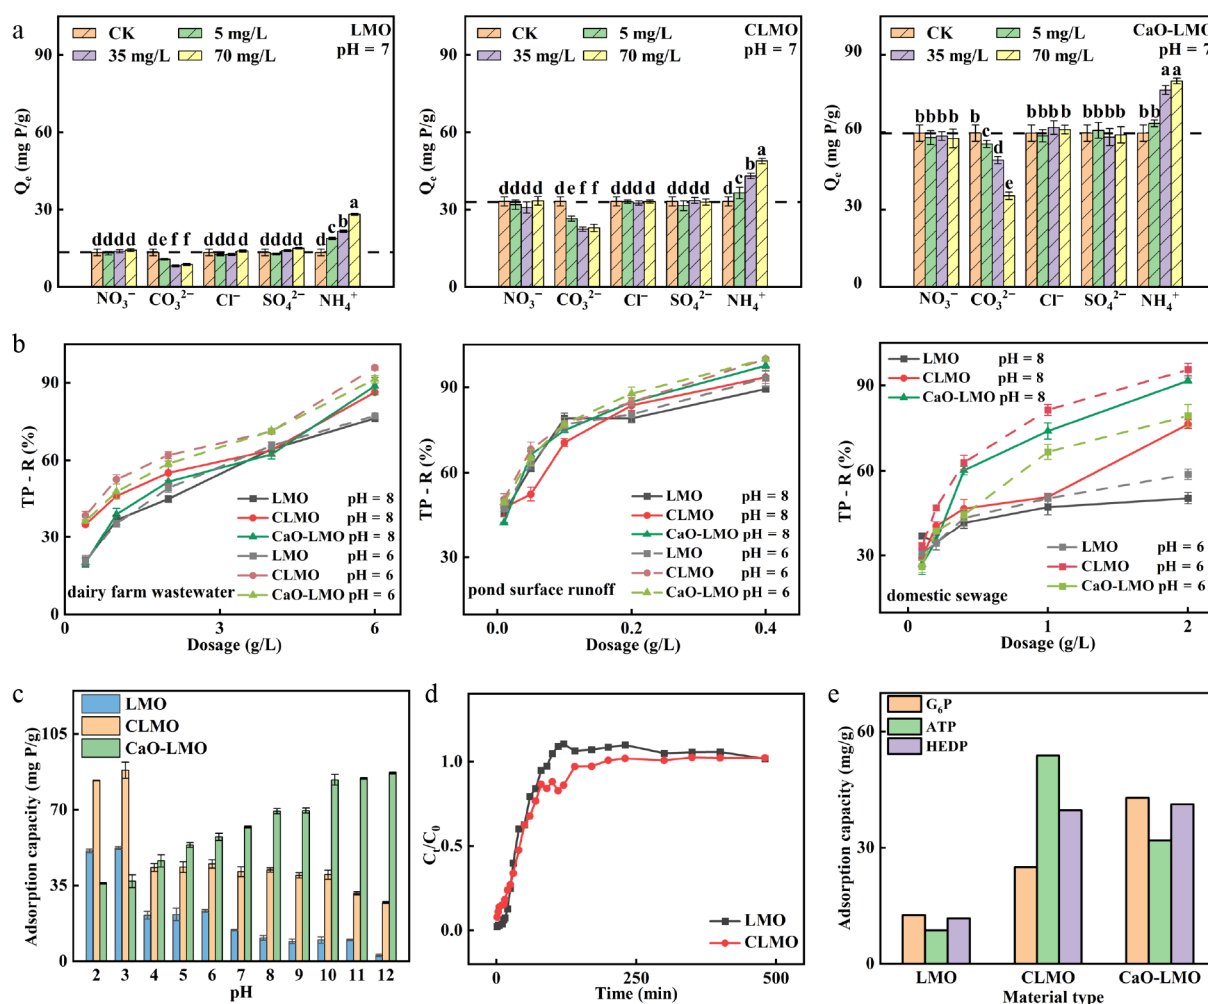 a
CK 5 mg/L LMO
35 mg/L 70 mg/L pH = 7
90
60
30
0
Qe (mg P/g)
d d d d d e f f d d d d d d d d d c b a
NO₃⁻ CO₃²⁻ Cl⁻ SO₄²⁻ NH₄⁺
CK 5 mg/L CLMO
35 mg/L 70 mg/L pH = 7
90
60
30
0
Qe (mg P/g)
d d d d d e f f d d d d d d d d d c b a
NO₃⁻ CO₃²⁻ Cl⁻ SO₄²⁻ NH₄⁺
CK 5 mg/L CaO-LMO
35 mg/L 70 mg/L pH = 7
90
60
30
0
Qe (mg P/g)
b b b b b c d e b b b b b b b b b b a a
NO₃⁻ CO₃²⁻ Cl⁻ SO₄²⁻ NH₄⁺
b
90
60
30
0
TP - R (%)
LMO pH = 8
CLMO pH = 8
CaO-LMO pH = 8
LMO pH = 6
CLMO pH = 6
CaO-LMO pH = 6
dairy farm wastewater
0 3 6
Dosage (g/L)
90
60
30
TP - R (%)
LMO pH = 8
CLMO pH = 8
CaO-LMO pH = 8
LMO pH = 6
CLMO pH = 6
CaO-LMO pH = 6
pond surface runoff
0.0 0.2 0.4
Dosage (g/L)
LMO pH = 8
CLMO pH = 8
CaO-LMO pH = 8
90
60
30
TP - R (%)
LMO pH = 6
CLMO pH = 6
CaO-LMO pH = 6
domestic sewage
0 1 2
Dosage (g/L)
c
LMO
CLMO
CaO-LMO
105
70
35
0
Adsorption capacity (mg P/g)
2 3 4 5 6 7 8 9 10 11 12
pH
d
1.0
0.5
0.0
Ct/C0
LMO
CLMO
0 250 500
Time (min)
e
G₆P
ATP
HEDP
60
30
0
Adsorption capacity (mg/g)
LMO CLMO CaO-LMO
Material type